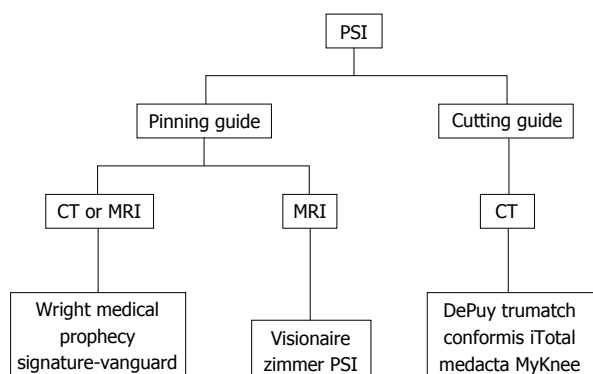 PSI
Pinning guide
Cutting guide
CT or MRI
MRI
CT
Wright medical
prophecy
signature-vanguard
Visionaire
zimmer PSI
DePuy trumatch
conformis iTotal
medacta MyKnee